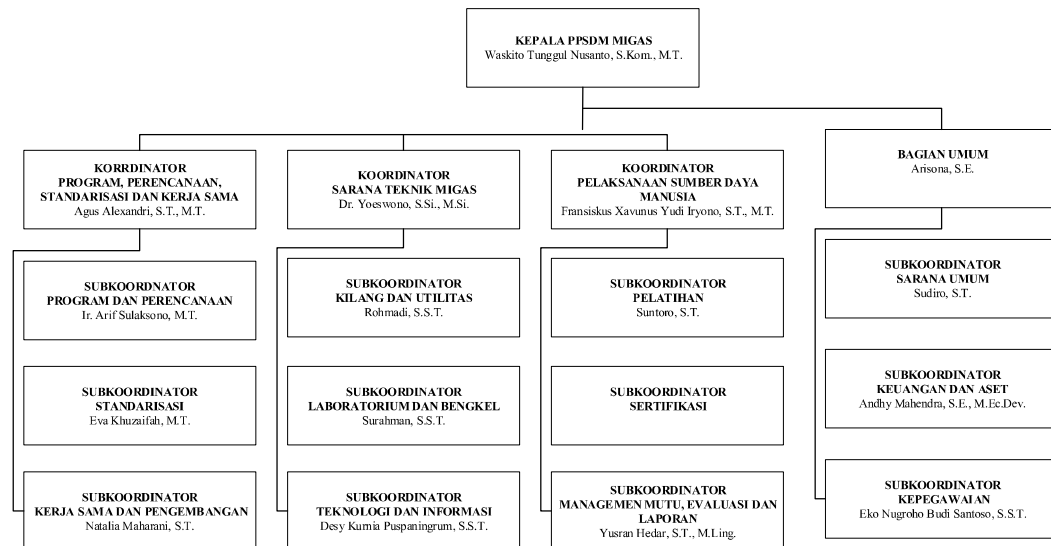 KEPALA PPSDM MIGAS
Waskito Tunggul Nusanto, S.Kom., M.T.
KORRDINATOR
PROGRAM, PERENCANAAN,
STANDARISASI DAN KERJA SAMA
Agus Alexandri, S.T., M.T.
KOORDINATOR
SARANA TEKNIK MIGAS
Dr. Yoeswono, S.Si., M.Si.
KOORDINATOR
PELAKSANAAN SUMBER DAYA
MANUSIA
Fransiskus Xavunus Yudi Iryono, S.T., M.T.
BAGIAN UMUM
Arisona, S.E.
SUBKOORDNATOR
PROGRAM DAN PERENCANAAN
Ir. Arif Sulaksono, M.T.
SUBKOORDINATOR
STANDARISASI
Eva Khuzaifah, M.T.
SUBKOORDINATOR
KERJA SAMA DAN PENGEMBANGAN
Natalia Maharani, S.T.
SUBKOORDINATOR
KILANG DAN UTILITAS
Rohmadi, S.S.T.
SUBKOORDINATOR
LABORATORIUM DAN BENGKEL
Surahman, S.S.T.
SUBKOORDINATOR
TEKNOLOGI DAN INFORMASI
Desy Kurnia Puspaningrum, S.S.T.
SUBKOORDINATOR
PELATIHAN
Suntoro, S.T.
SUBKOORDINATOR
SERTIFIKASI
SUBKOORDINATOR
MANAGEMEN MUTU, EVALUASI DAN
LAPORAN
Yusran Hedar, S.T., M.Ling.
SUBKOORDINATOR
SARANA UMUM
Sudiro, S.T.
SUBKOORDINATOR
KEUANGAN DAN ASET
Andhy Mahendra, S.E., M.Ec.Dev.
SUBKOORDINATOR
KEPEGAWAIAN
Eko Nugroho Budi Santoso, S.S.T.